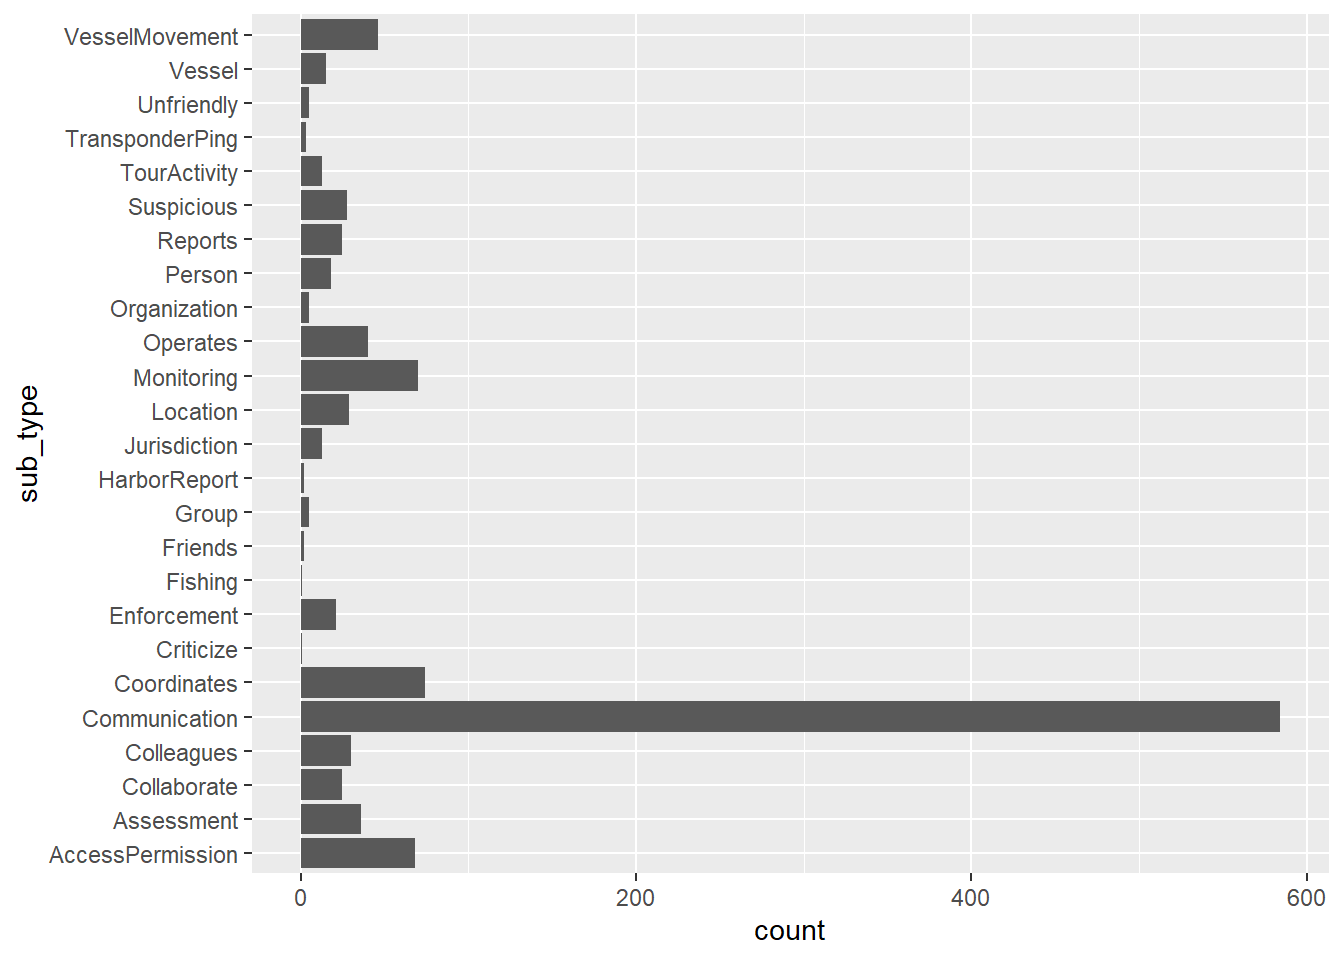 VesselMovement
Vessel
Unfriendly
TransponderPing
TourActivity
Suspicious
Reports
Person
Organization
Operates
Monitoring
Location
Jurisdiction
HarborReport
Group
Friends
Fishing
Enforcement
Criticize
Coordinates
Communication
Colleagues
Collaborate
Assessment
AccessPermission
sub_type
0 200 400 600
count